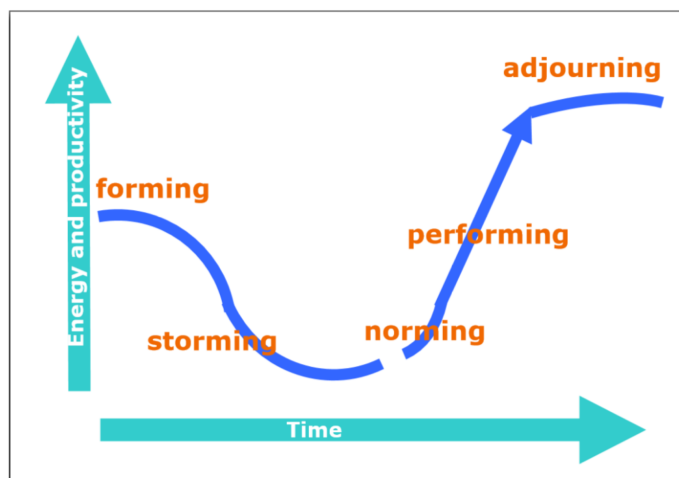 adjourning
Energy and productivity
forming
performing
storming
norming
Time